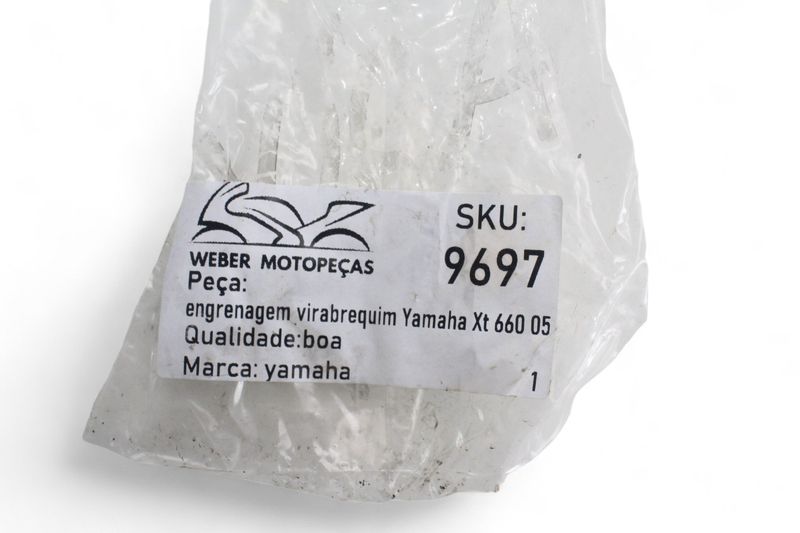 WEBER MOTOPEÇAS
SKU:
9697
Peça:
engrenagem virabrequim Yamaha Xt 660 05
Qualidade:boa
Marca: yamaha
1